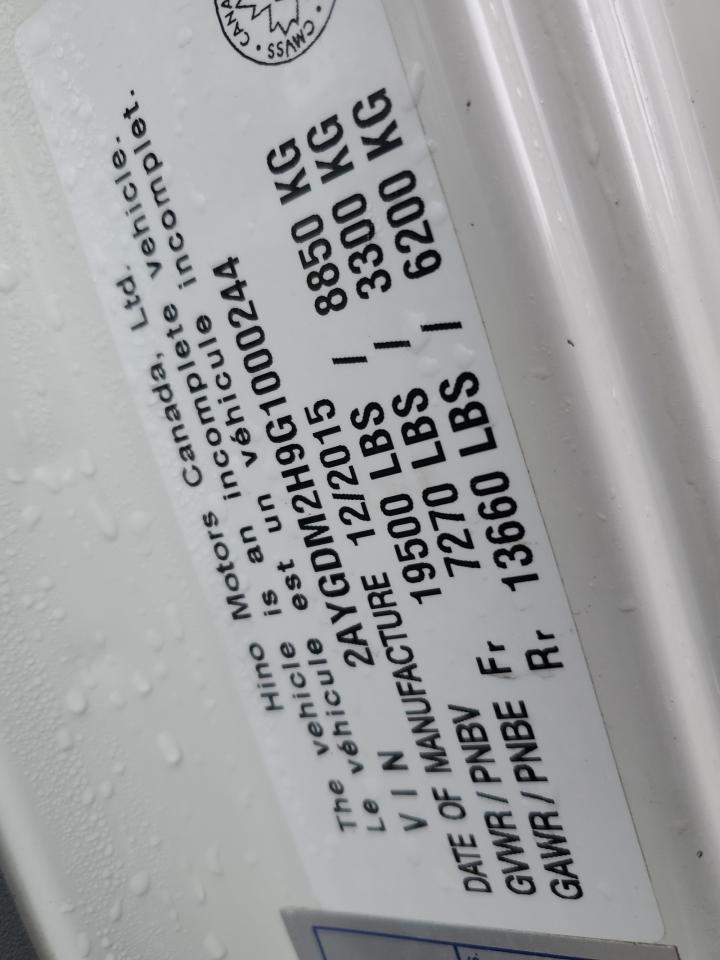 Hino Motors Canada, Ltd.
The vehicle is an incomplete vehicle.
Le véhicule est un véhicule incomplet.
V I N 2AYGDM2H9G1000244
DATE OF MANUFACTURE 12/2015
GVWR / PNBV 19500 LBS / 8850 KG
GAWR / PNBE Fr 7270 LBS / 3300 KG
Rr 13660 LBS / 6200 KG
CMVSS